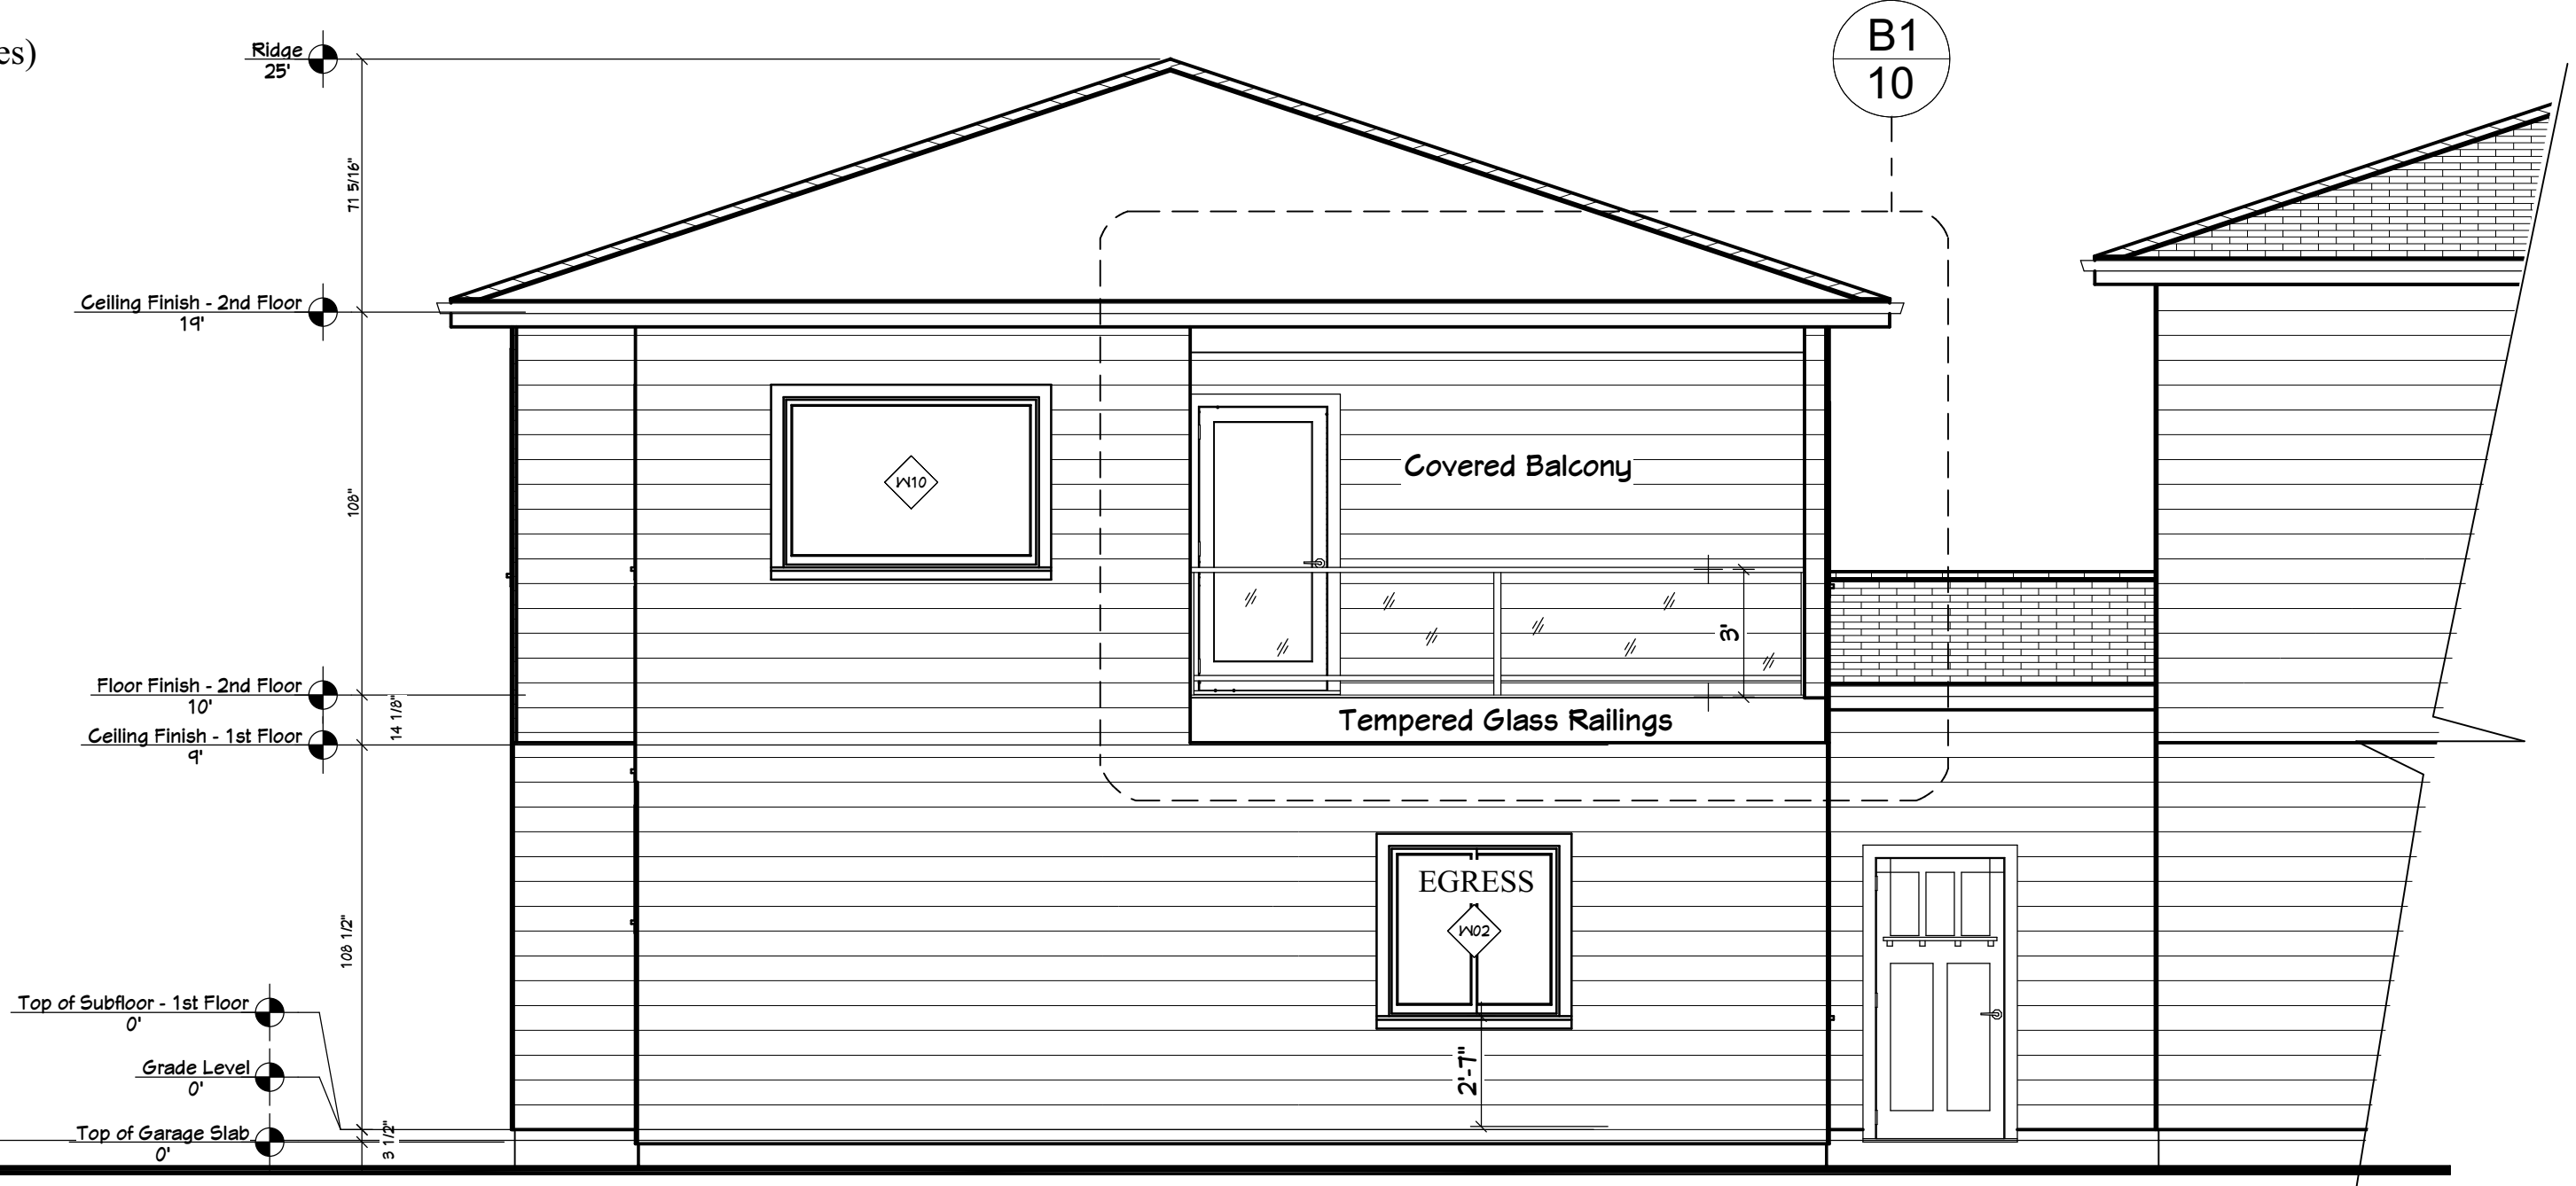 es)
Ridge
25'
B1
10
71 5/16"
Ceiling Finish - 2nd Floor
19'
108"
W10
Covered Balcony
3'
Floor Finish - 2nd Floor
10'
14 1/8"
Tempered Glass Railings
Ceiling Finish - 1st Floor
9'
EGRESS
W02
108 1/2"
Top of Subfloor - 1st Floor
0'
2'-7"
Grade Level
0'
Top of Garage Slab
0'
3 1/2"